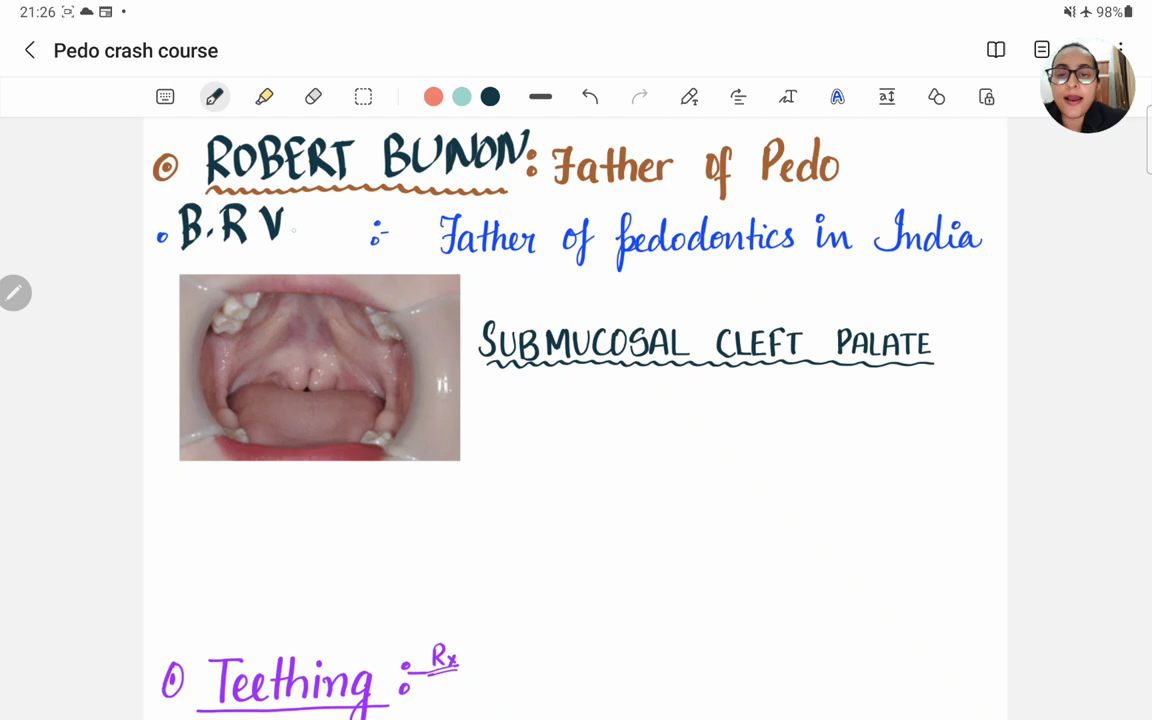 21:26 98%
Pedo crash course
ROBERT BUNON: Father of Pedo
B.R V :- Father of pedodontics in India
SUBMUCOSAL CLEFT PALATE
Teething : Rx